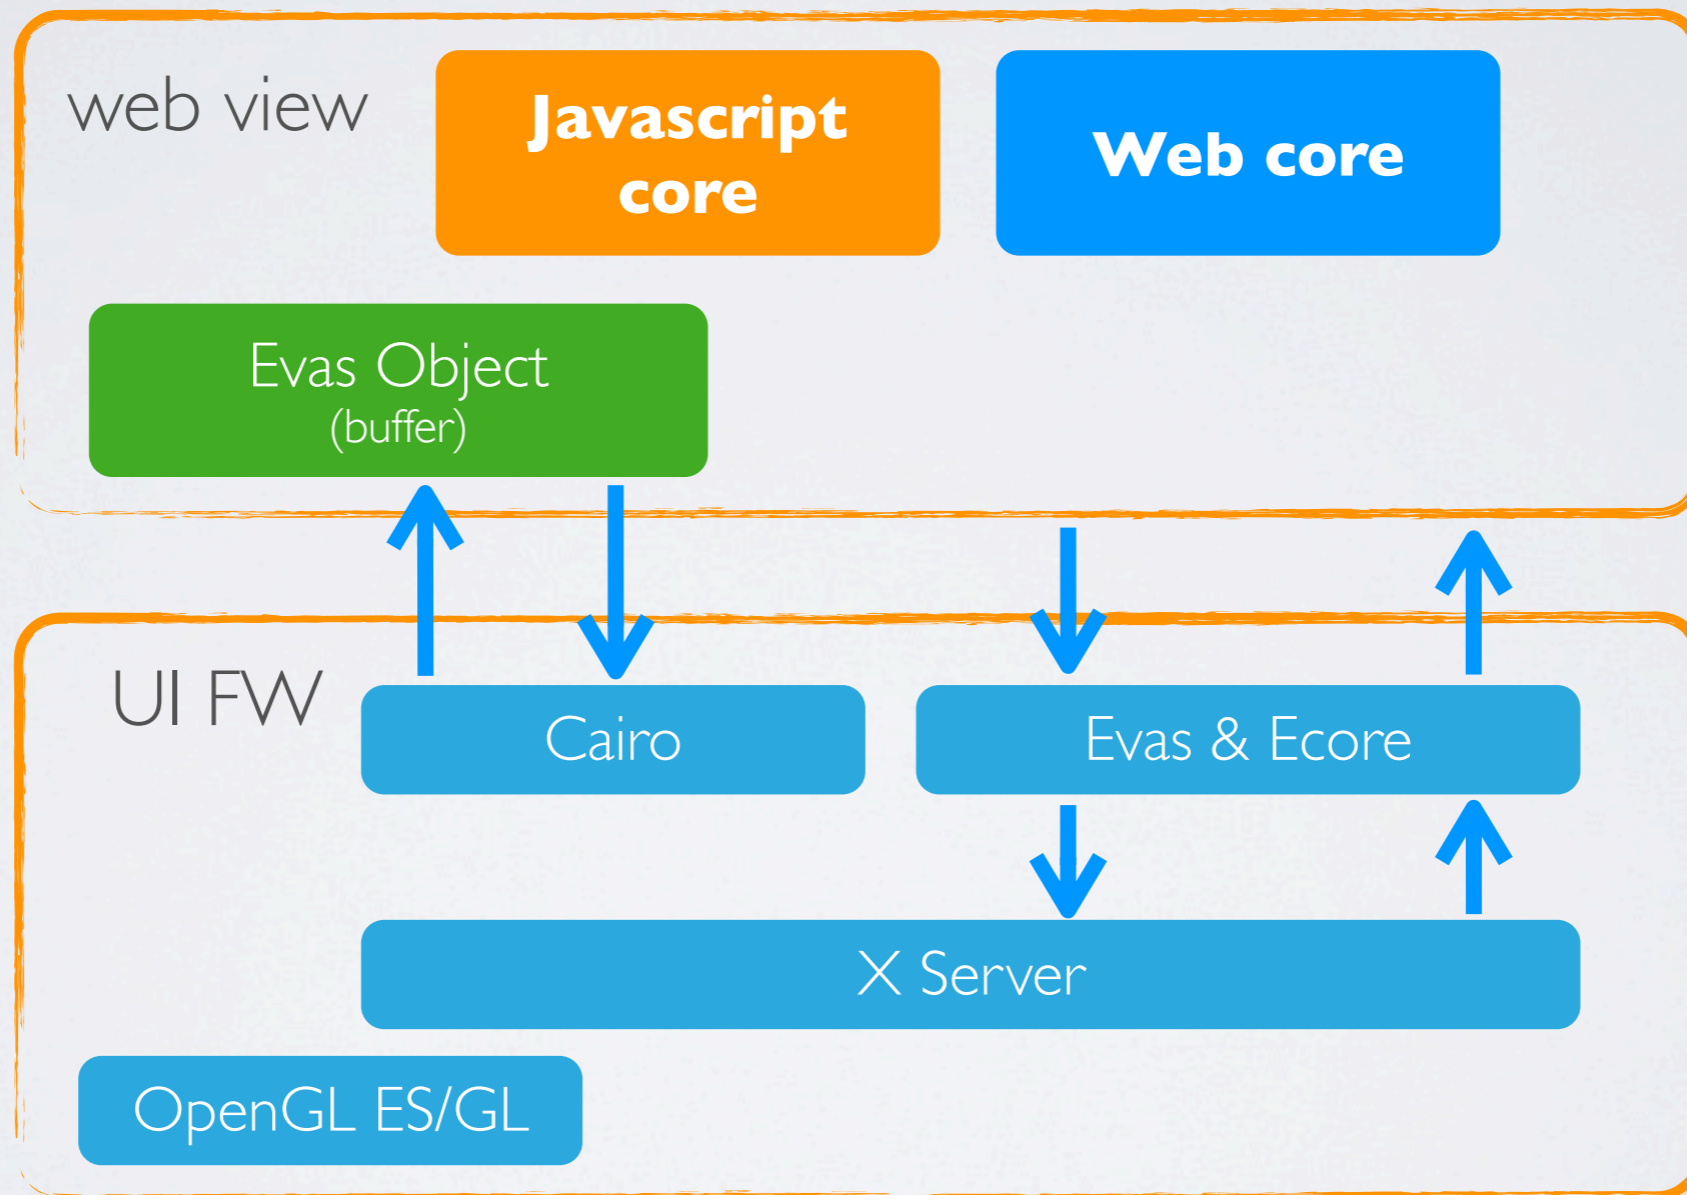 web view
Javascript
core
Web core
Evas Object
(buffer)
UI FW
Cairo
Evas & Ecore
X Server
OpenGL ES/GL